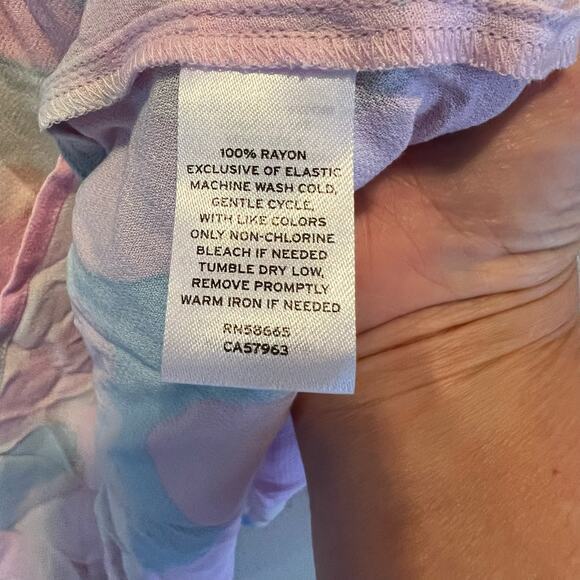 100% RAYON
EXCLUSIVE OF ELASTIC
MACHINE WASH COLD,
GENTLE CYCLE,
WITH LIKE COLORS
ONLY NON-CHLORINE
BLEACH IF NEEDED
TUMBLE DRY LOW,
REMOVE PROMPTLY
WARM IRON IF NEEDED
RN58665
CA57963